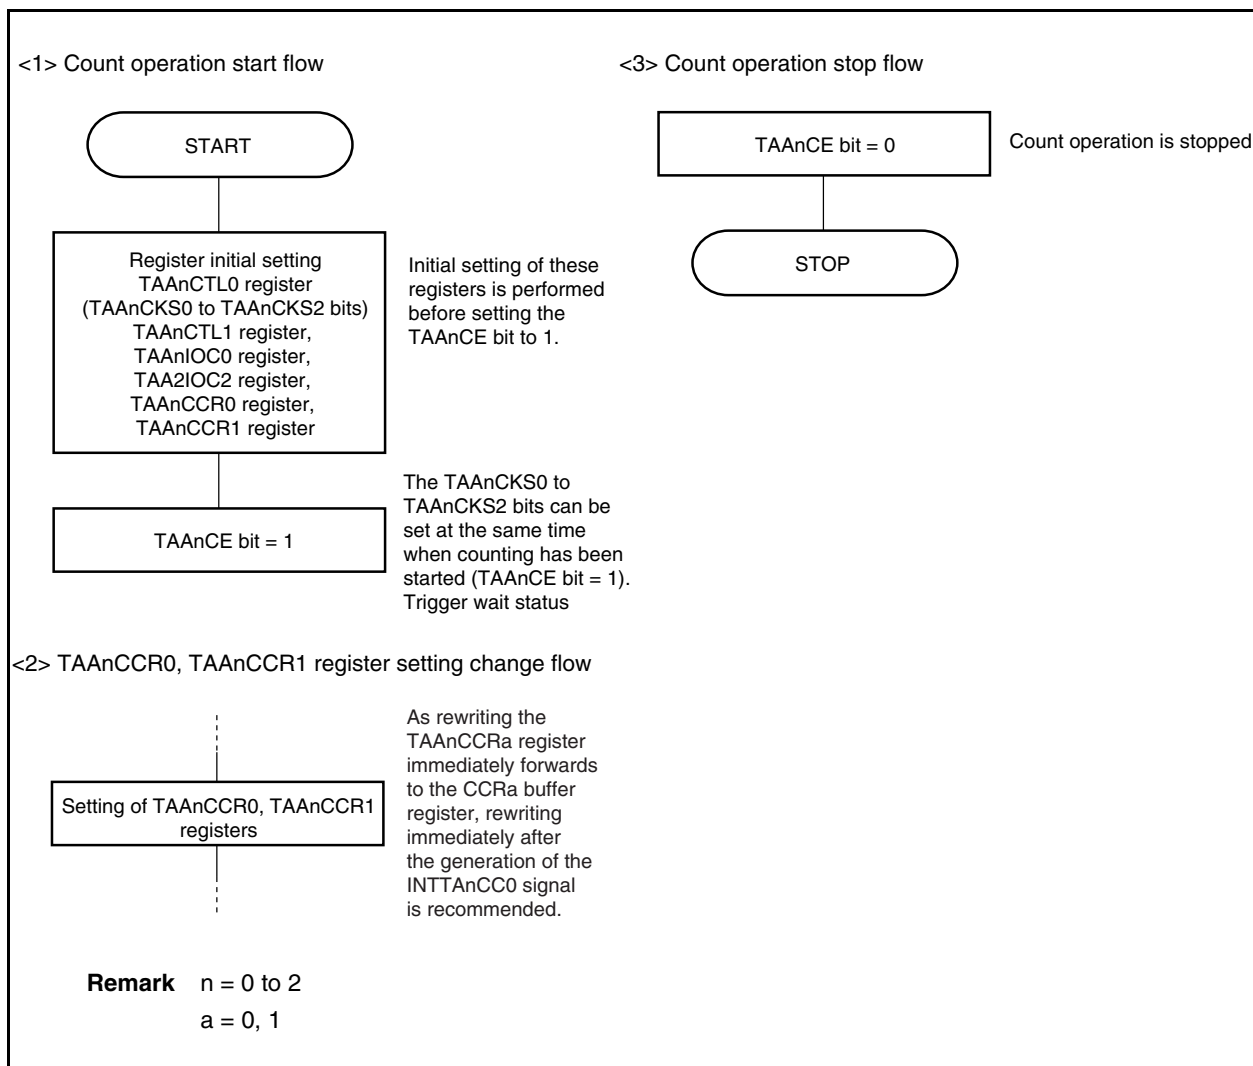 <1> Count operation start flow
START
Register initial setting
TAAnCTL0 register
(TAAnCKS0 to TAAnCKS2 bits)
TAAnCTL1 register,
TAAnIOC0 register,
TAA2IOC2 register,
TAAnCCR0 register,
TAAnCCR1 register
Initial setting of these
registers is performed
before setting the
TAAnCE bit to 1.
TAAnCE bit = 1
The TAAnCKS0 to
TAAnCKS2 bits can be
set at the same time
when counting has been
started (TAAnCE bit = 1).
Trigger wait status
<2> TAAnCCR0, TAAnCCR1 register setting change flow
Setting of TAAnCCR0, TAAnCCR1
registers
As rewriting the
TAAnCCRa register
immediately forwards
to the CCRa buffer
register, rewriting
immediately after
the generation of the
INTTAnCC0 signal
is recommended.
<3> Count operation stop flow
TAAnCE bit = 0
Count operation is stopped
STOP
Remark n = 0 to 2
a = 0, 1